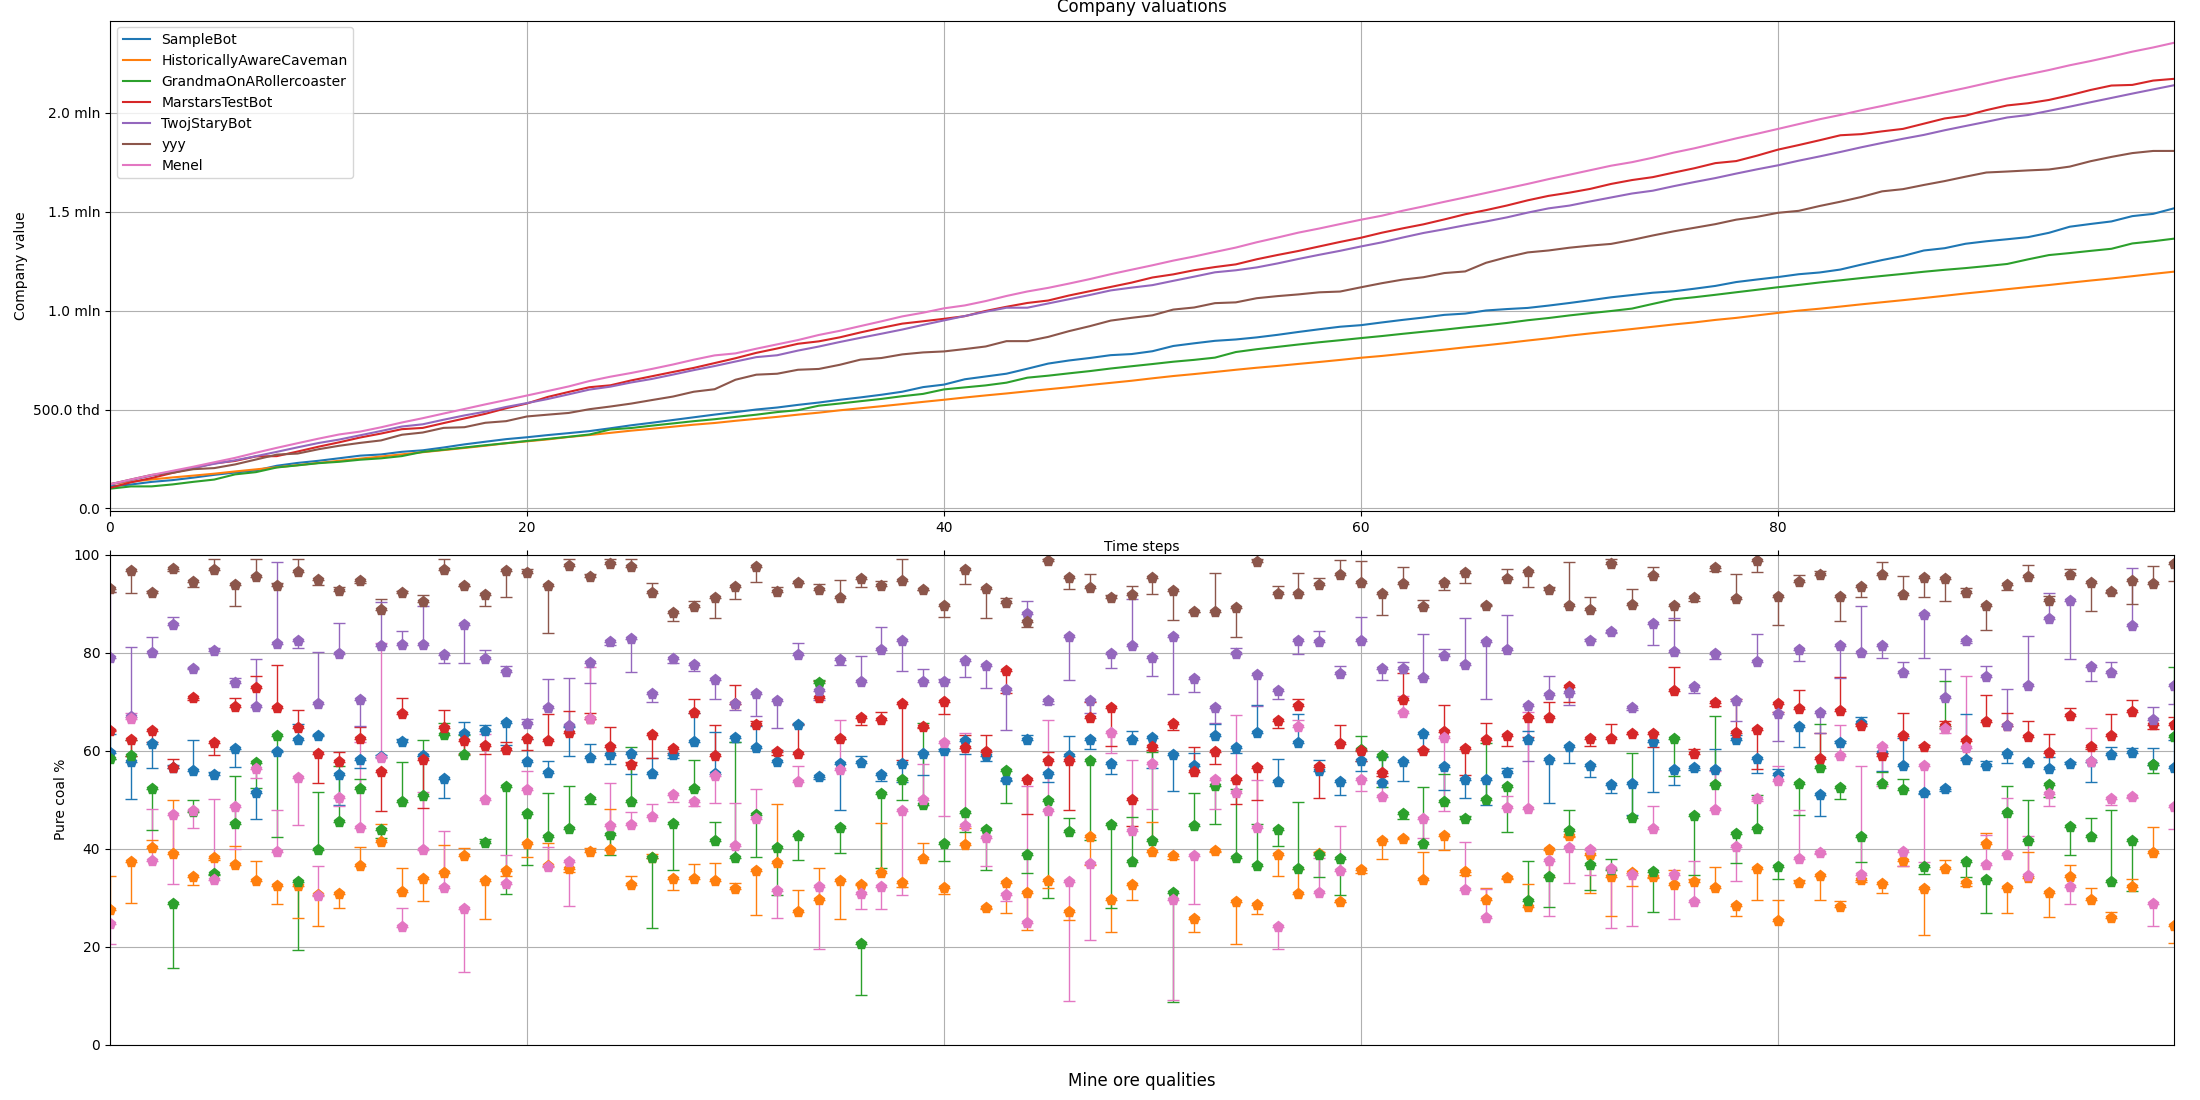 Company valuations
SampleBot
HistoricallyAwareCaveman
GrandmaOnARollercoaster
MarstarsTestBot
TwojStaryBot
yyy
Menel
Company value
2.0 mln
1.5 mln
1.0 mln
500.0 thd
0.0
0 20 40 60 80
Time steps
Pure coal %
100
80
60
40
20
0
Mine ore qualities